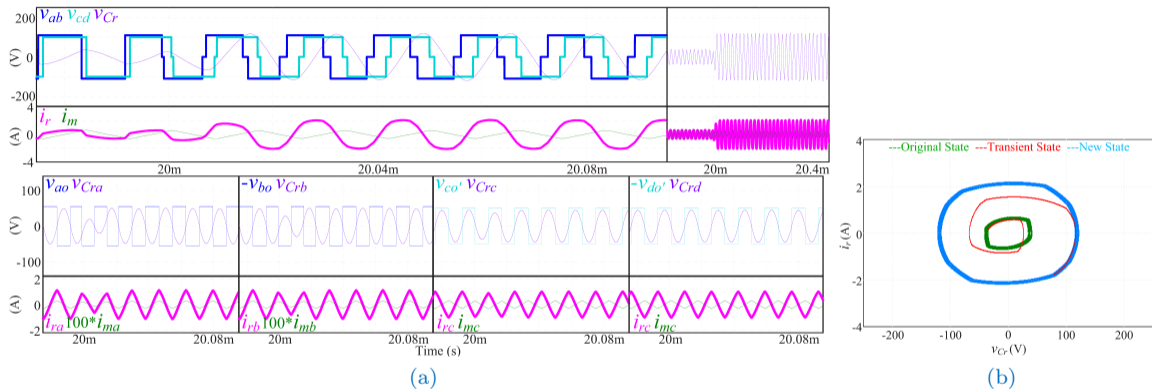 v_ab v_cd v_Cr
200
0
-200
(V)
i_r i_m
4
0
-4
(A)
20m 20.04m 20.08m 20m 20.4m
v_ao v_Cra -v_bo v_Crb v_co' v_Crc -v_do' v_Crd
100
0
-100
(V)
2
0
-2
(A)
i_ra 100*i_ma i_rb 100*i_mb i_rc i_mc i_rc i_mc
20m 20.08m 20m 20.08m 20m 20.08m 20m 20.08m
Time (s)
(a)
---Original State ---Transient State ---New State
4
2
0
-2
-4
i_r (A)
-200 -100 0 100 200
v_Cr (V)
(b)